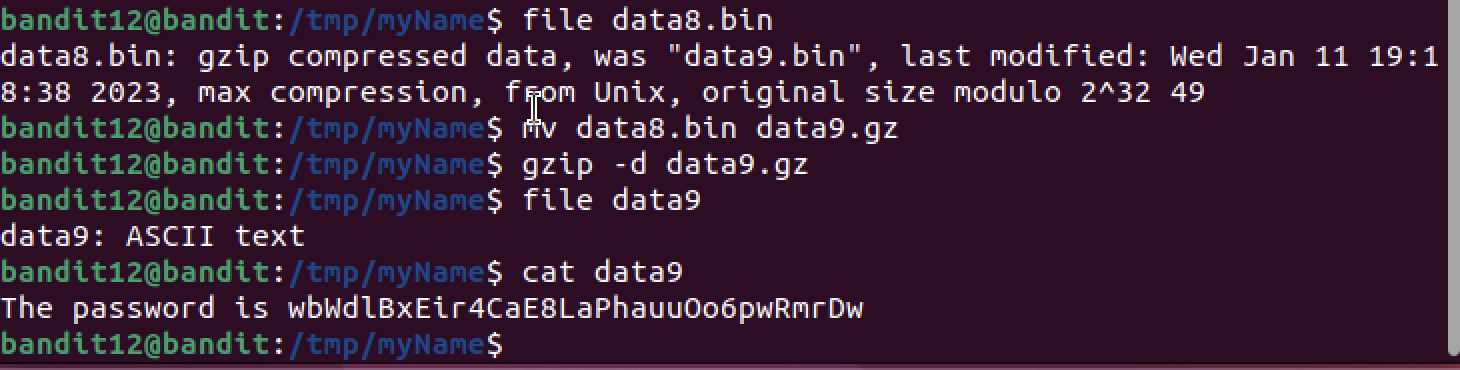 bandit12@bandit:/tmp/myName$ file data8.bin
data8.bin: gzip compressed data, was "data9.bin", last modified: Wed Jan 11 19:1
8:38 2023, max compression, from Unix, original size modulo 2^32 49
bandit12@bandit:/tmp/myName$ mv data8.bin data9.gz
bandit12@bandit:/tmp/myName$ gzip -d data9.gz
bandit12@bandit:/tmp/myName$ file data9
data9: ASCII text
bandit12@bandit:/tmp/myName$ cat data9
The password is wbWdlBxEir4CaE8LaPhauuOo6pwRmrDw
bandit12@bandit:/tmp/myName$